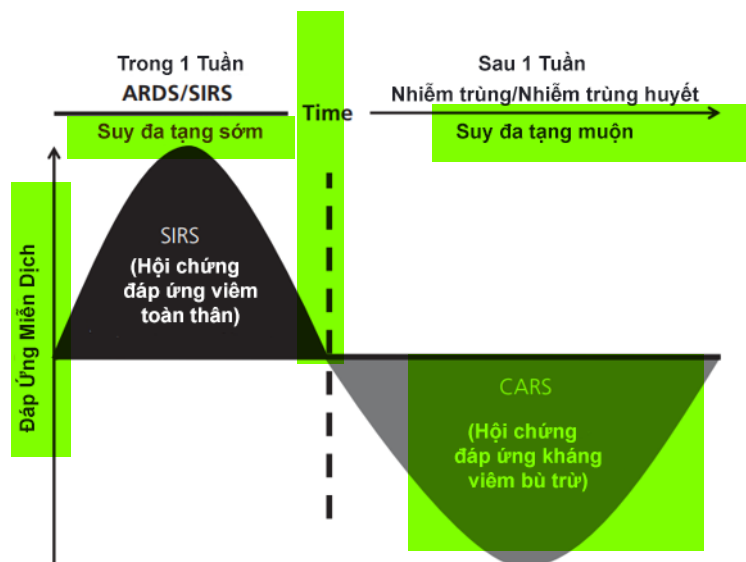 Trong 1 Tuần
ARDS/SIRS
Suy đa tạng sớm
Time
Sau 1 Tuần
Nhiễm trùng/Nhiễm trùng huyết
Suy đa tạng muộn
Đáp Ứng Miễn Dịch
SIRS
(Hội chứng
đáp ứng viêm
toàn thân)
CARS
(Hội chứng
đáp ứng kháng
viêm bù trừ)